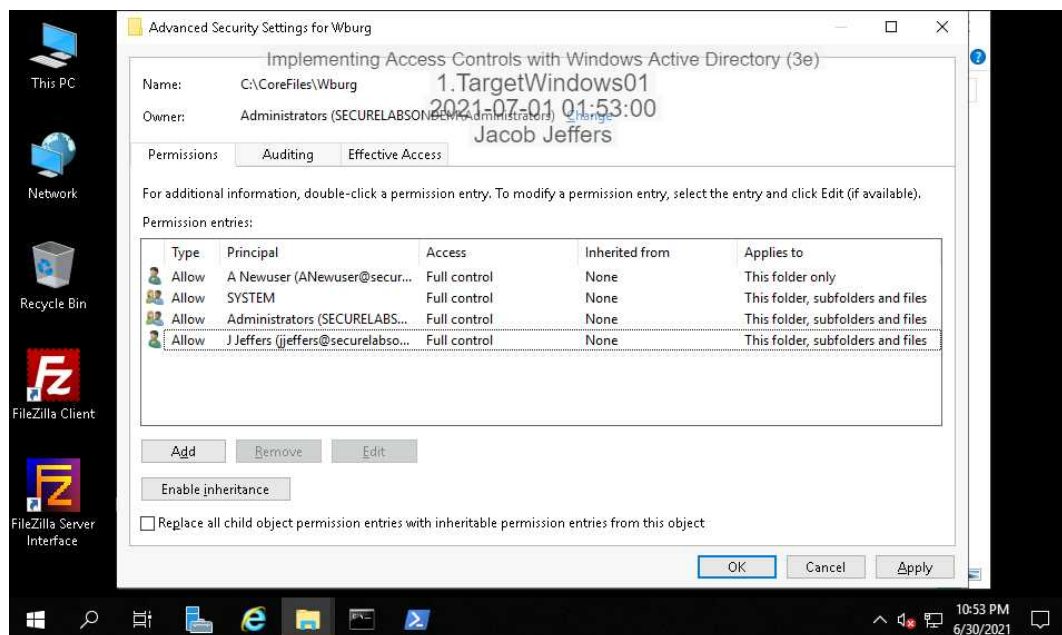 This PC
Network
Recycle Bin
FileZilla Client
FileZilla Server
Interface
Advanced Security Settings for Wburg
Implementing Access Controls with Windows Active Directory (3e)
1.TargetWindows01
2021-07-01 01:53:00
Jacob Jeffers
Name: C:\CoreFiles\Wburg
Owner: Administrators (SECURELABSONDEM\Administrators) Change
Permissions Auditing Effective Access
For additional information, double-click a permission entry. To modify a permission entry, select the entry and click Edit (if available).
Permission entries:
Type Principal Access Inherited from Applies to
Allow A Newuser (ANewuser@secur... Full control None This folder only
Allow SYSTEM Full control None This folder, subfolders and files
Allow Administrators (SECURELABS... Full control None This folder, subfolders and files
Allow J Jeffers (jjeffers@securelabso... Full control None This folder, subfolders and files
Add Remove Edit
Enable inheritance
Replace all child object permission entries with inheritable permission entries from this object
OK Cancel Apply
10:53 PM
6/30/2021